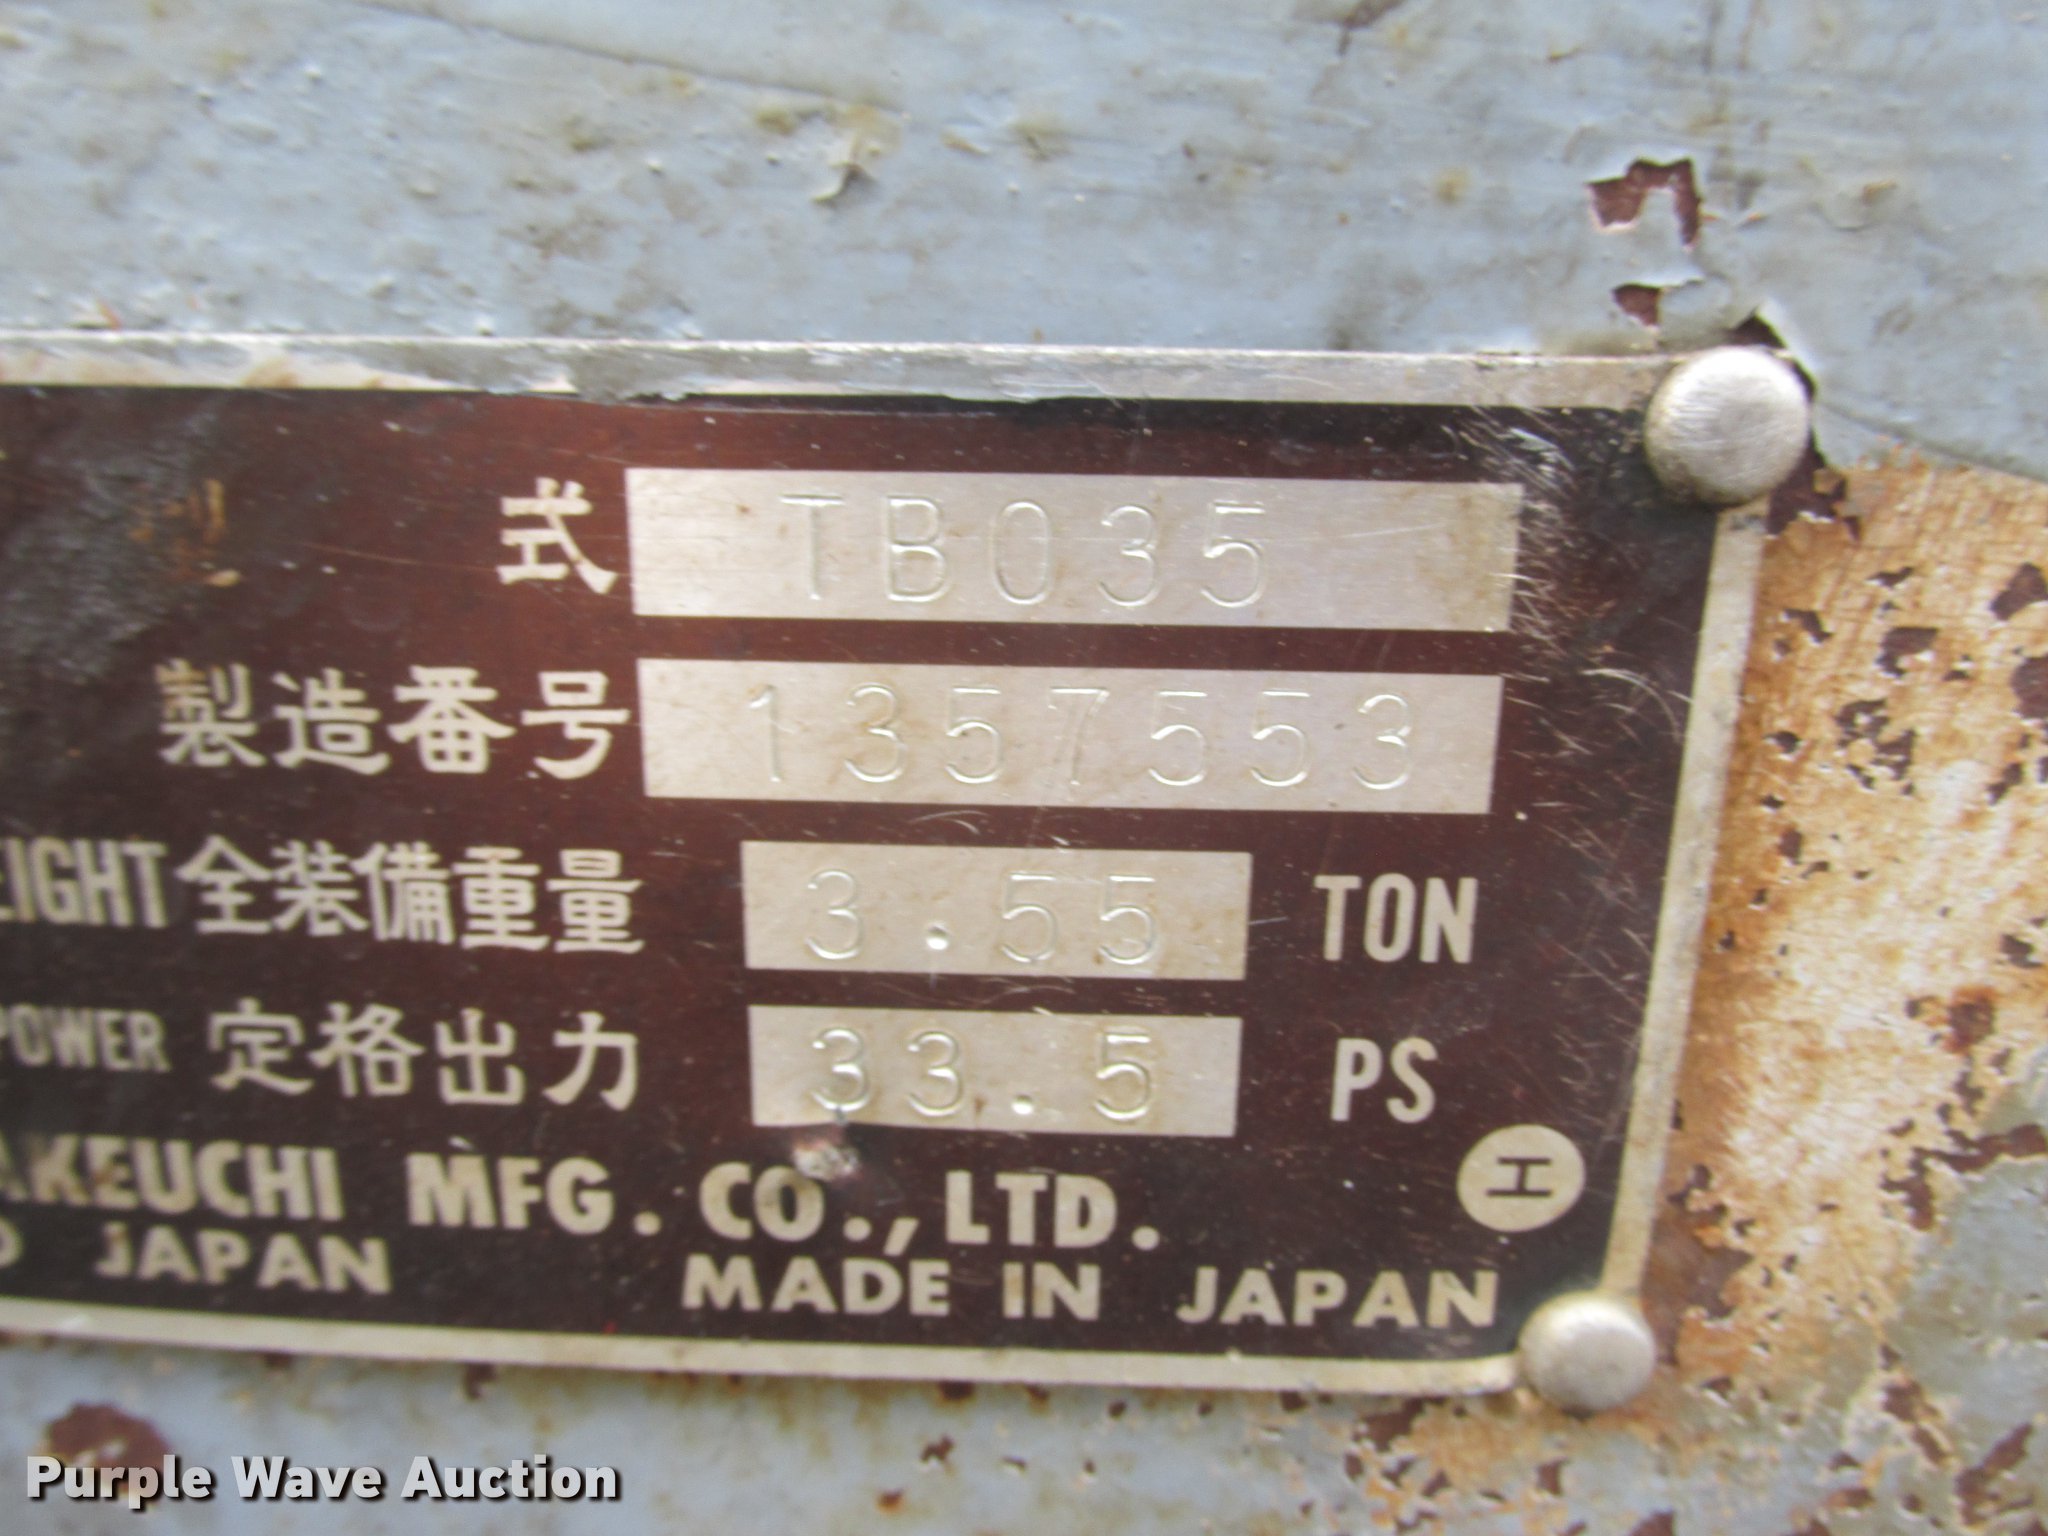 式 TB035
製造番号 1357553
EIGHT 全装備重量 3.55 TON
POWER 定格出力 33.5 PS
AKEUCHI MFG. CO., LTD.
JAPAN MADE IN JAPAN
H
Purple Wave Auction